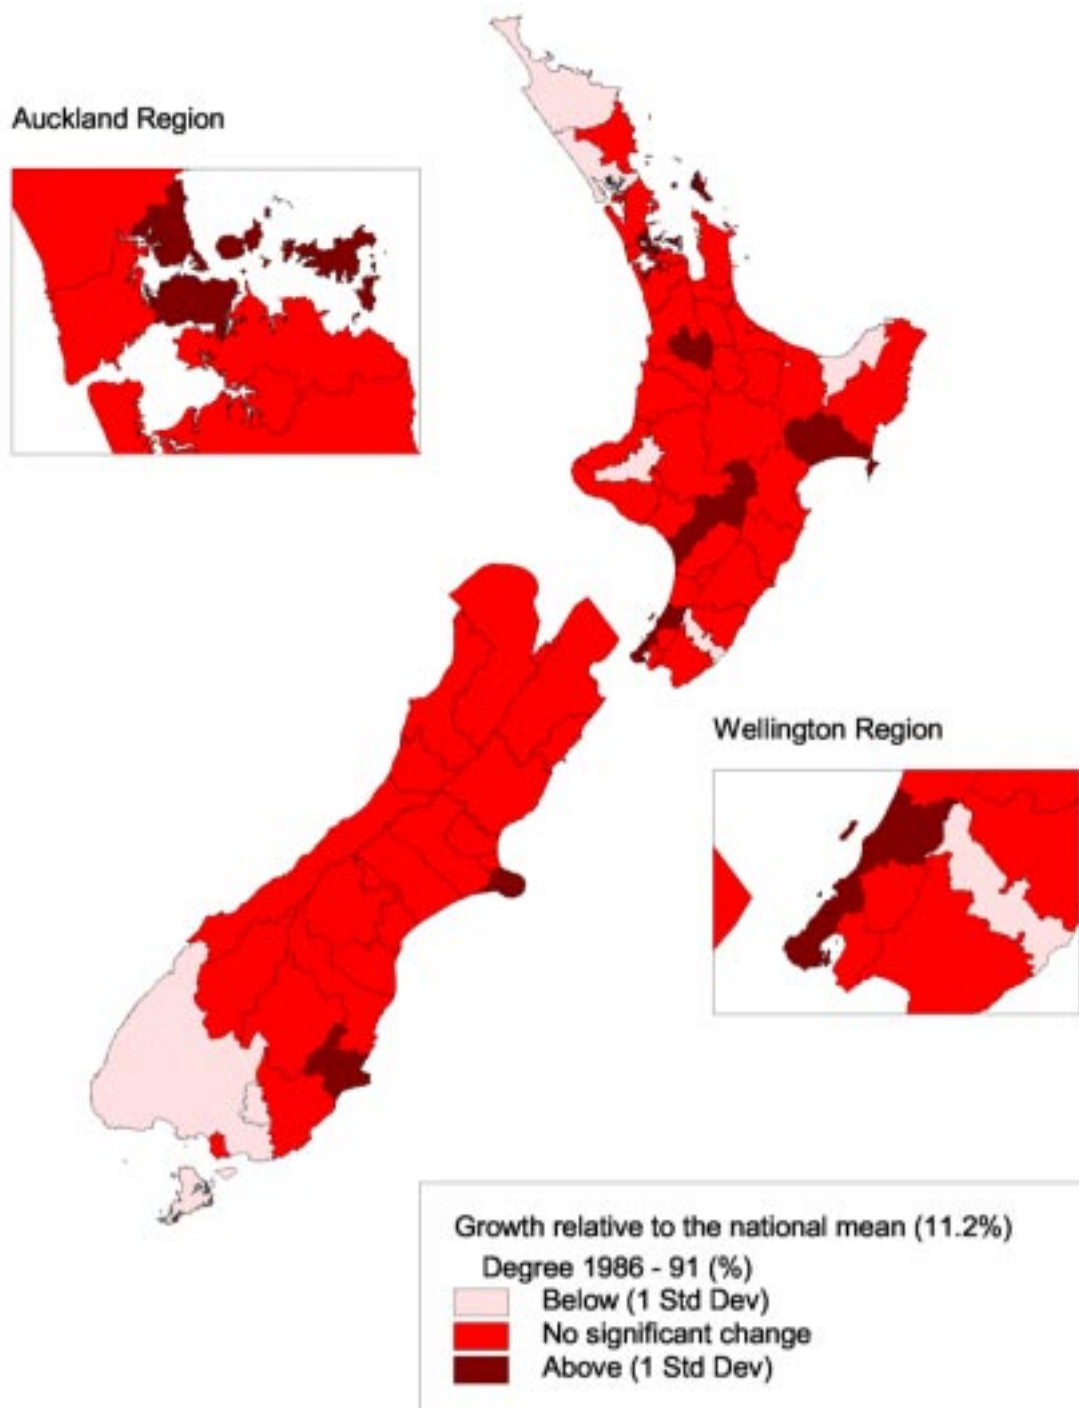 Auckland Region
Wellington Region
Growth relative to the national mean (11.2%)
Degree 1986 - 91 (%)
Below (1 Std Dev)
No significant change
Above (1 Std Dev)